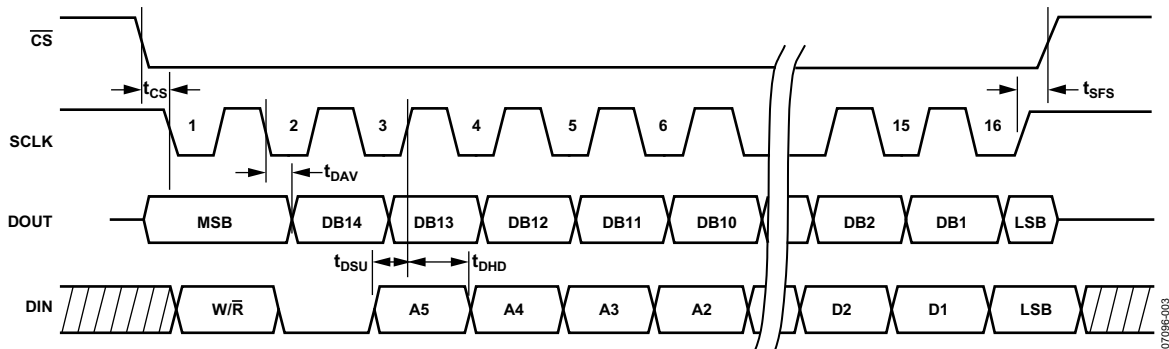 CS
tCS
tSFS
SCLK
1 2 3 4 5 6 15 16
tDAV
DOUT
MSB DB14 DB13 DB12 DB11 DB10 DB2 DB1 LSB
tDSU tDHD
DIN
W/R A5 A4 A3 A2 D2 D1 LSB
07096-003